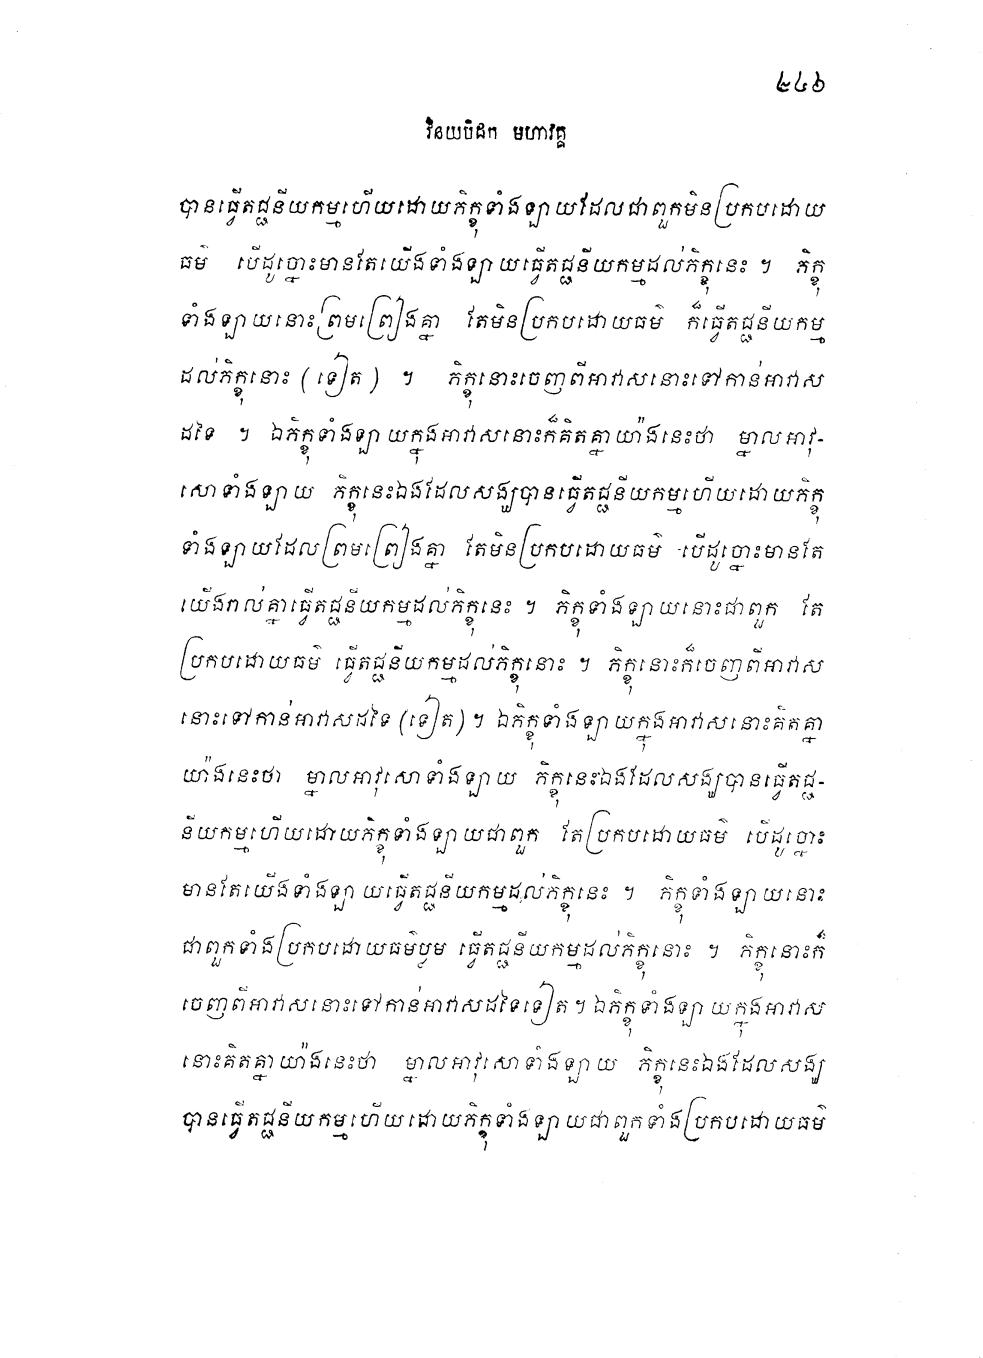 ២៤៦
វិនយបិដក មហាវគ្គ
បានធ្វើតជ្ជនីយកម្មហើយដោយភិក្ខុទាំងឡាយដែលជាពួកមិនប្រកបដោយ
ធម៌ បើដូច្នោះមានតែយើងទាំងឡាយធ្វើតជ្ជនីយកម្មដល់ភិក្ខុនេះ ។ ភិក្ខុ
ទាំងឡាយនោះព្រមព្រៀងគ្នា តែមិនប្រកបដោយធម៌ ក៏ធ្វើតជ្ជនីយកម្ម
ដល់ភិក្ខុនោះ (ទៀត) ។ ភិក្ខុនោះចេញពីអាវាសនោះទៅកាន់អាវាស
ដទៃ ។ ឯភិក្ខុទាំងឡាយក្នុងអាវាសនោះក៏គិតគ្នាយ៉ាងនេះថា ម្នាលអាវុ-
សោទាំងឡាយ ភិក្ខុនេះឯងដែលសង្ឃបានធ្វើតជ្ជនីយកម្មហើយដោយភិក្ខុ
ទាំងឡាយដែលព្រមព្រៀងគ្នា តែមិនប្រកបដោយធម៌ បើដូច្នោះមានតែ
យើងរាល់គ្នាធ្វើតជ្ជនីយកម្មដល់ភិក្ខុនេះ ។ ភិក្ខុទាំងឡាយនោះជាពួក តែ
ប្រកបដោយធម៌ ធ្វើតជ្ជនីយកម្មដល់ភិក្ខុនោះ ។ ភិក្ខុនោះក៏ចេញពីអាវាស
នោះទៅកាន់អាវាសដទៃ (ទៀត) ។ ឯភិក្ខុទាំងឡាយក្នុងអាវាសនោះគិតគ្នា
យ៉ាងនេះថា ម្នាលអាវុសោទាំងឡាយ ភិក្ខុនេះឯងដែលសង្ឃបានធ្វើតជ្ជ-
នីយកម្មហើយដោយភិក្ខុទាំងឡាយជាពួក តែប្រកបដោយធម៌ បើដូច្នោះ
មានតែយើងទាំងឡាយធ្វើតជ្ជនីយកម្មដល់ភិក្ខុនេះ ។ ភិក្ខុទាំងឡាយនោះ
ជាពួកទាំងប្រកបដោយធម៌ប្លម ធ្វើតជ្ជនីយកម្មដល់ភិក្ខុនោះ ។ ភិក្ខុនោះក៏
ចេញពីអាវាសនោះទៅកាន់អាវាសដទៃទៀត ។ ឯភិក្ខុទាំងឡាយក្នុងអាវាស
នោះគិតគ្នាយ៉ាងនេះថា ម្នាលអាវុសោទាំងឡាយ ភិក្ខុនេះឯងដែលសង្ឃ
បានធ្វើតជ្ជនីយកម្មហើយដោយភិក្ខុទាំងឡាយជាពួកទាំងប្រកបដោយធម៌